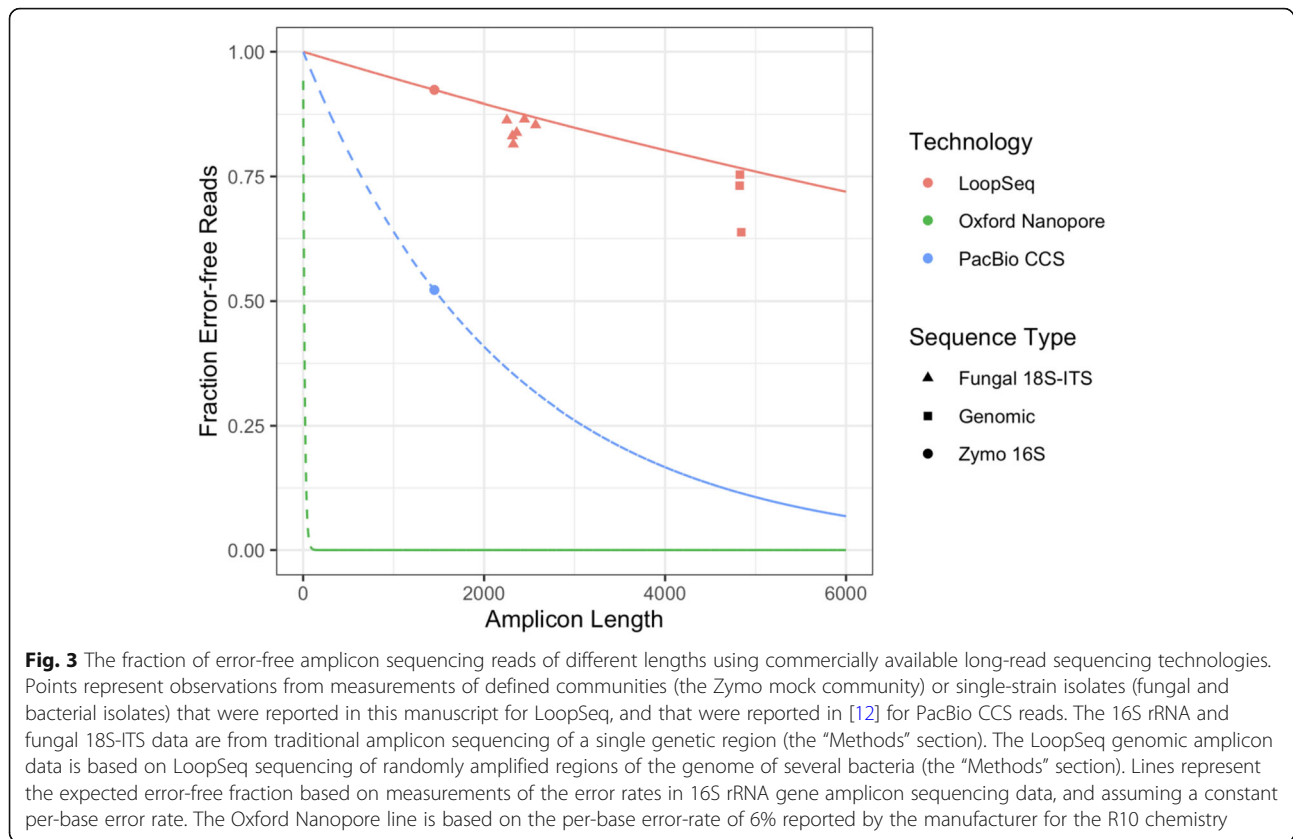 1.00
0.75
0.50
0.25
0.00
Fraction Error-free Reads
0
2000
4000
6000
Amplicon Length
Technology
LoopSeq
Oxford Nanopore
PacBio CCS
Sequence Type
Fungal 18S-ITS
Genomic
Zymo 16S
Fig. 3 The fraction of error-free amplicon sequencing reads of different lengths using commercially available long-read sequencing technologies.
Points represent observations from measurements of defined communities (the Zymo mock community) or single-strain isolates (fungal and
bacterial isolates) that were reported in this manuscript for LoopSeq, and that were reported in [12] for PacBio CCS reads. The 16S rRNA and
fungal 18S-ITS data are from traditional amplicon sequencing of a single genetic region (the “Methods” section). The LoopSeq genomic amplicon
data is based on LoopSeq sequencing of randomly amplified regions of the genome of several bacteria (the “Methods” section). Lines represent
the expected error-free fraction based on measurements of the error rates in 16S rRNA gene amplicon sequencing data, and assuming a constant
per-base error rate. The Oxford Nanopore line is based on the per-base error-rate of 6% reported by the manufacturer for the R10 chemistry